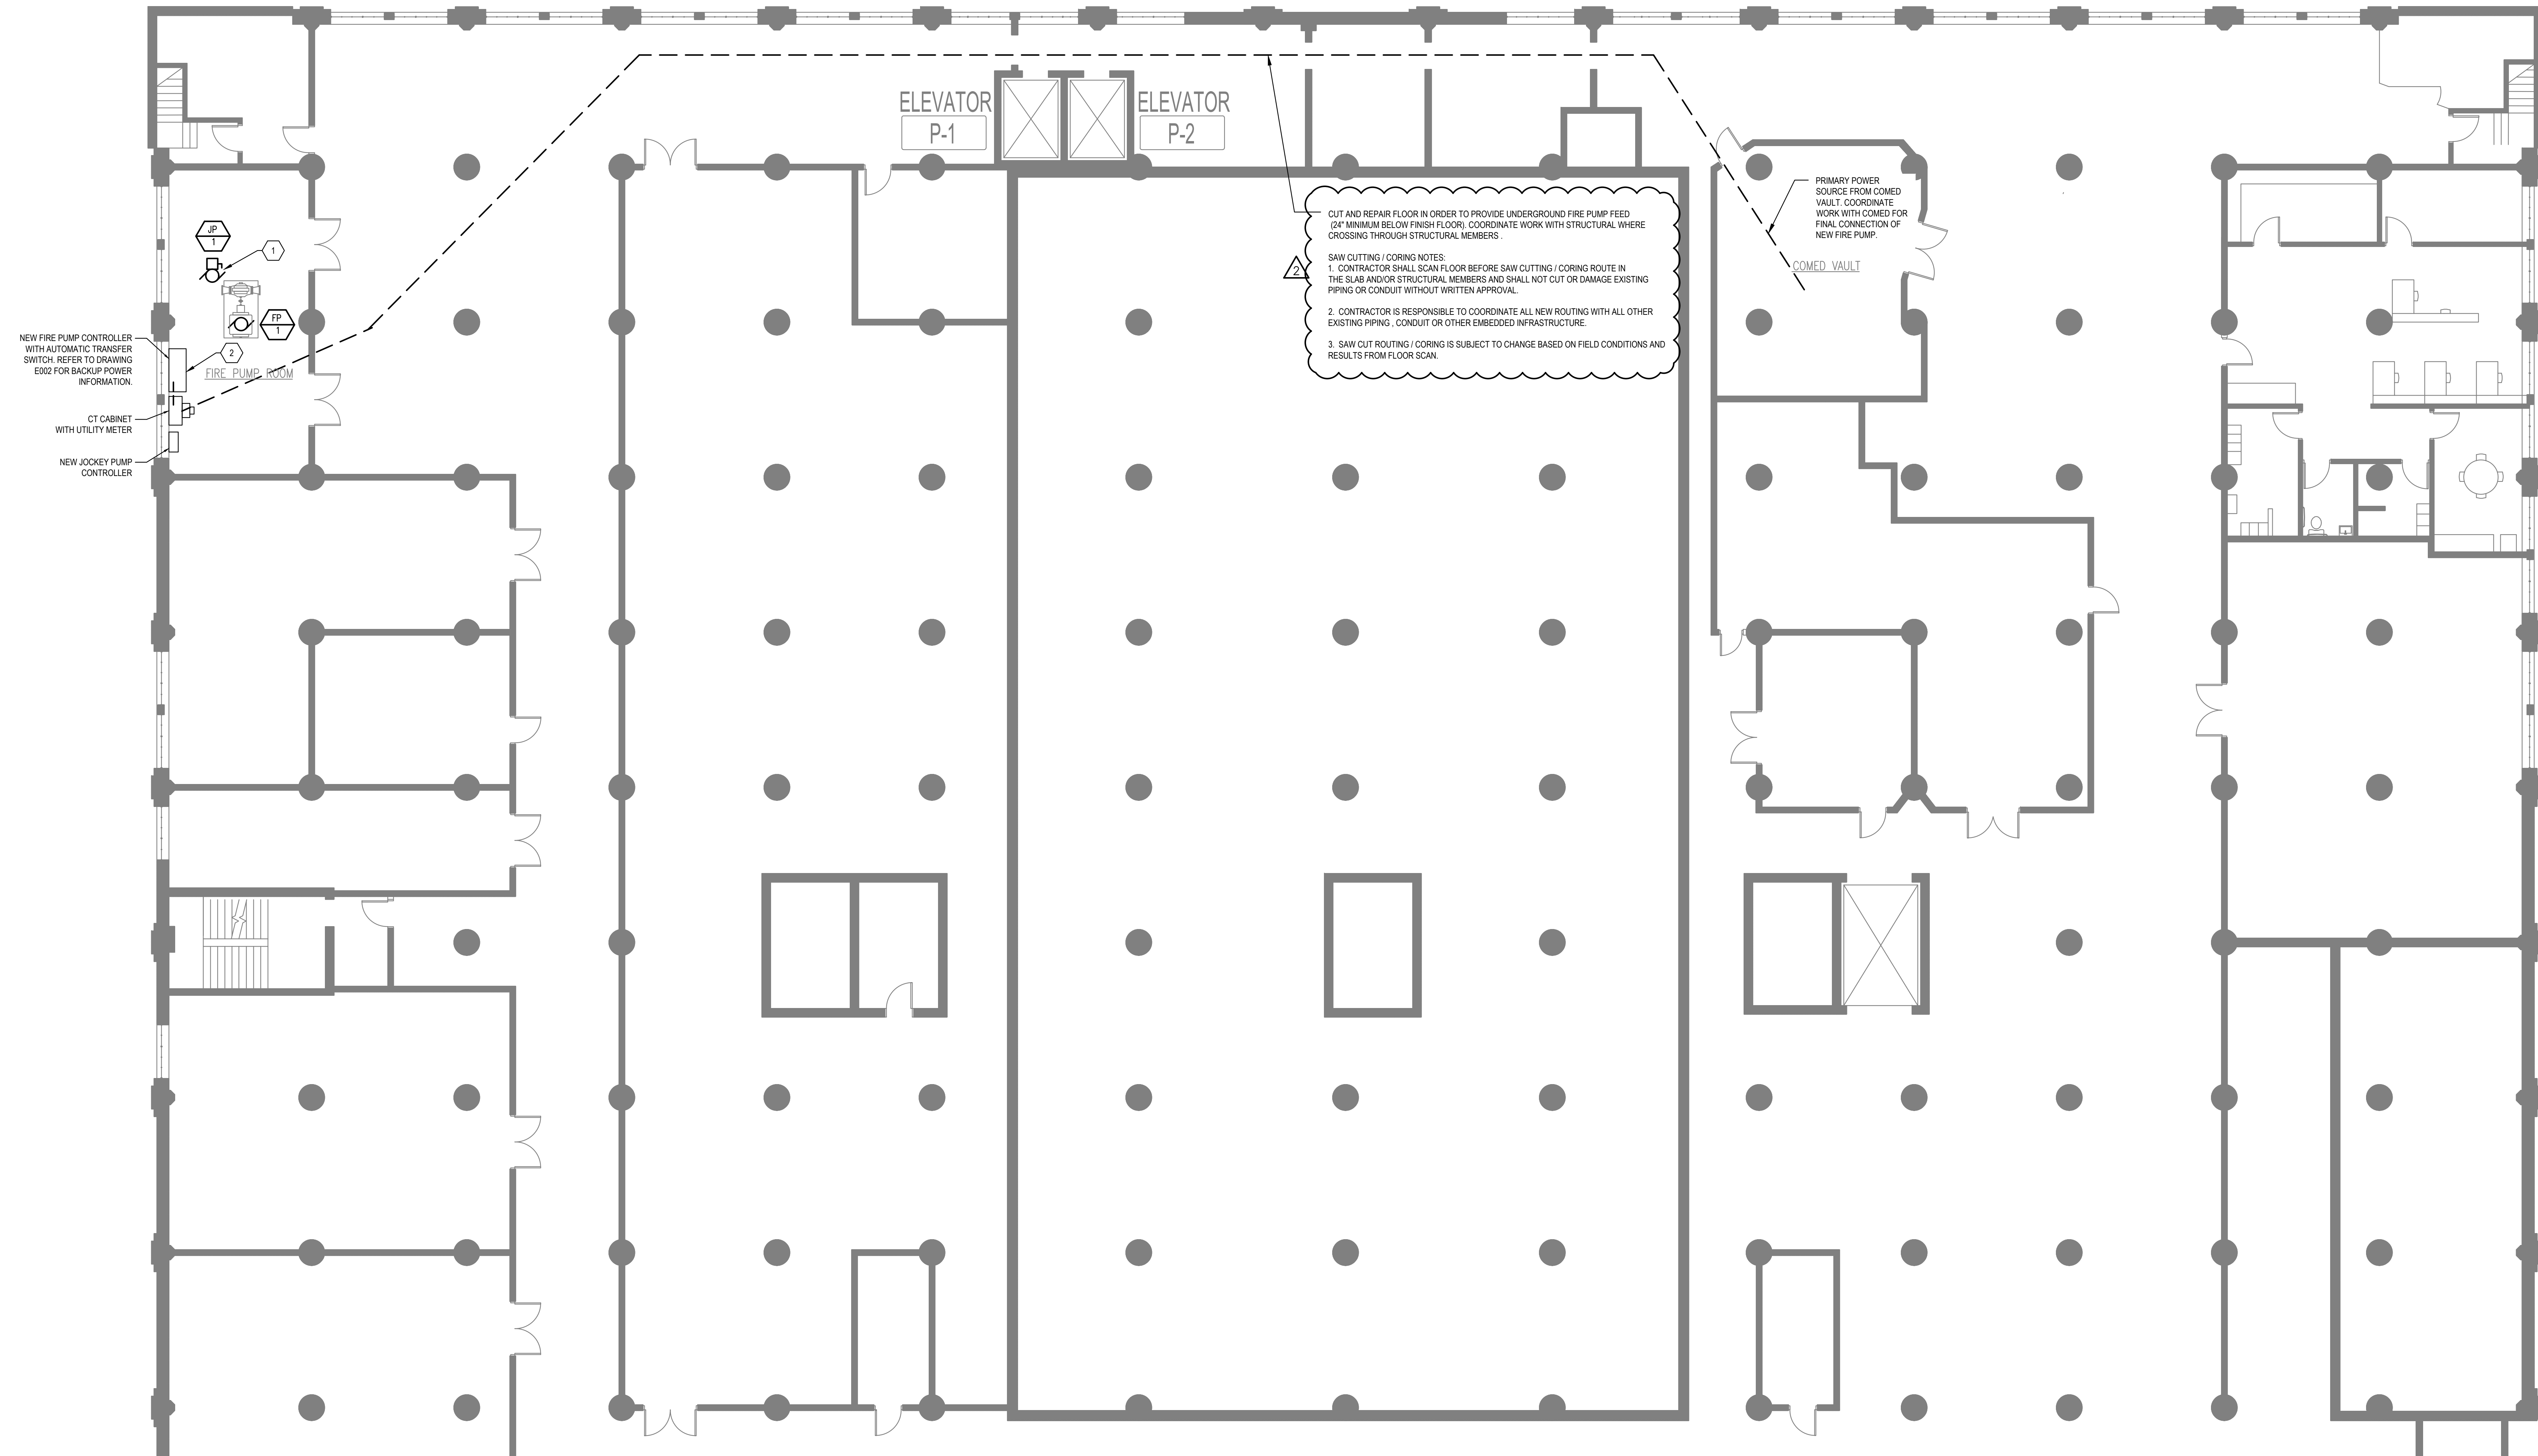 ELEVATOR
P-1
ELEVATOR
P-2
CUT AND REPAIR FLOOR IN ORDER TO PROVIDE UNDERGROUND FIRE PUMP FEED
(24" MINIMUM BELOW FINISH FLOOR). COORDINATE WORK WITH STRUCTURAL WHERE
CROSSING THROUGH STRUCTURAL MEMBERS .
SAW CUTTING / CORING NOTES:
1. CONTRACTOR SHALL SCAN FLOOR BEFORE SAW CUTTING / CORING ROUTE IN
THE SLAB AND/OR STRUCTURAL MEMBERS AND SHALL NOT CUT OR DAMAGE EXISTING
PIPING OR CONDUIT WITHOUT WRITTEN APPROVAL.
2. CONTRACTOR IS RESPONSIBLE TO COORDINATE ALL NEW ROUTING WITH ALL OTHER
EXISTING PIPING , CONDUIT OR OTHER EMBEDDED INFRASTRUCTURE.
3. SAW CUT ROUTING / CORING IS SUBJECT TO CHANGE BASED ON FIELD CONDITIONS AND
RESULTS FROM FLOOR SCAN.
2
PRIMARY POWER
SOURCE FROM COMED
VAULT. COORDINATE
WORK WITH COMED FOR
FINAL CONNECTION OF
NEW FIRE PUMP.
COMED VAULT
JP
1
1
FP
1
2
FIRE PUMP ROOM
NEW FIRE PUMP CONTROLLER
WITH AUTOMATIC TRANSFER
SWITCH. REFER TO DRAWING
E002 FOR BACKUP POWER
INFORMATION.
CT CABINET
WITH UTILITY METER
NEW JOCKEY PUMP
CONTROLLER